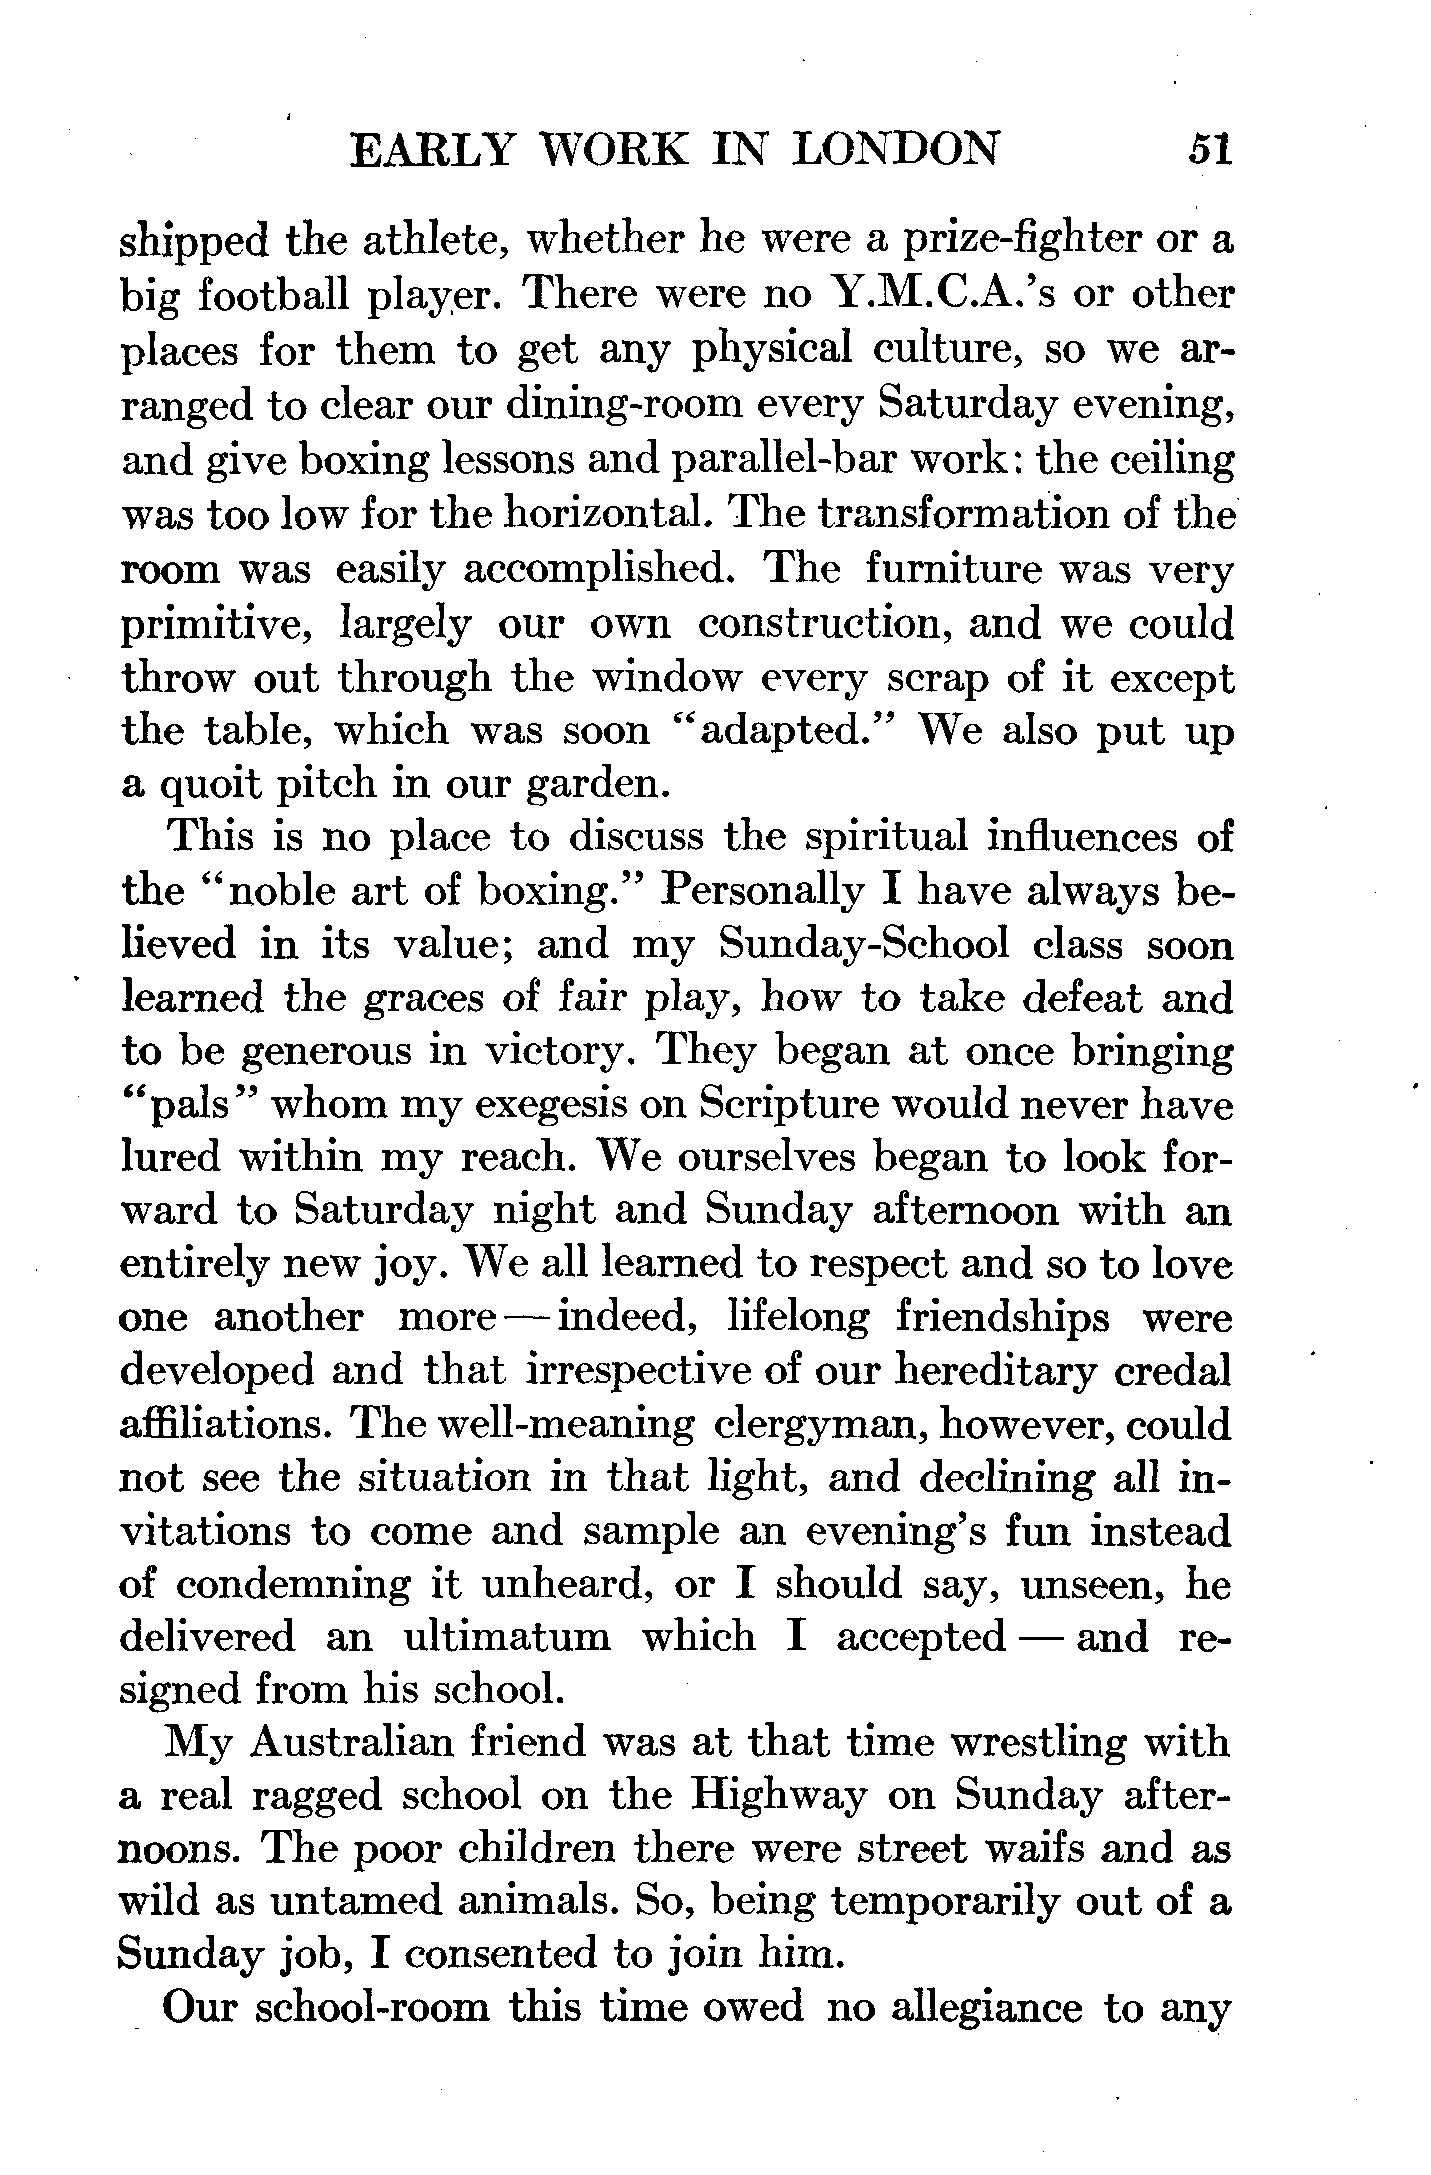 EARLY WORK IN LONDON 51
shipped the athlete, whether he were a prize-fighter or a
big football player. There were no Y.M.C.A.'s or other
places for them to get any physical culture, so we ar-
ranged to clear our dining-room every Saturday evening,
and give boxing lessons and parallel-bar work: the ceiling
was too low for the horizontal. The transformation of the
room was easily accomplished. The furniture was very
primitive, largely our own construction, and we could
throw out through the window every scrap of it except
the table, which was soon "adapted." We also put up
a quoit pitch in our garden.
This is no place to discuss the spiritual influences of
the "noble art of boxing." Personally I have always be-
lieved in its value; and my Sunday-School class soon
learned the graces of fair play, how to take defeat and
to be generous in victory. They began at once bringing
"pals" whom my exegesis on Scripture would never have
lured within my reach. We ourselves began to look for-
ward to Saturday night and Sunday afternoon with an
entirely new joy. We all learned to respect and so to love
one another more—indeed, lifelong friendships were
developed and that irrespective of our hereditary credal
affiliations. The well-meaning clergyman, however, could
not see the situation in that light, and declining all in-
vitations to come and sample an evening's fun instead
of condemning it unheard, or I should say, unseen, he
delivered an ultimatum which I accepted — and re-
signed from his school.
My Australian friend was at that time wrestling with
a real ragged school on the Highway on Sunday after-
noons. The poor children there were street waifs and as
wild as untamed animals. So, being temporarily out of a
Sunday job, I consented to join him.
Our school-room this time owed no allegiance to any